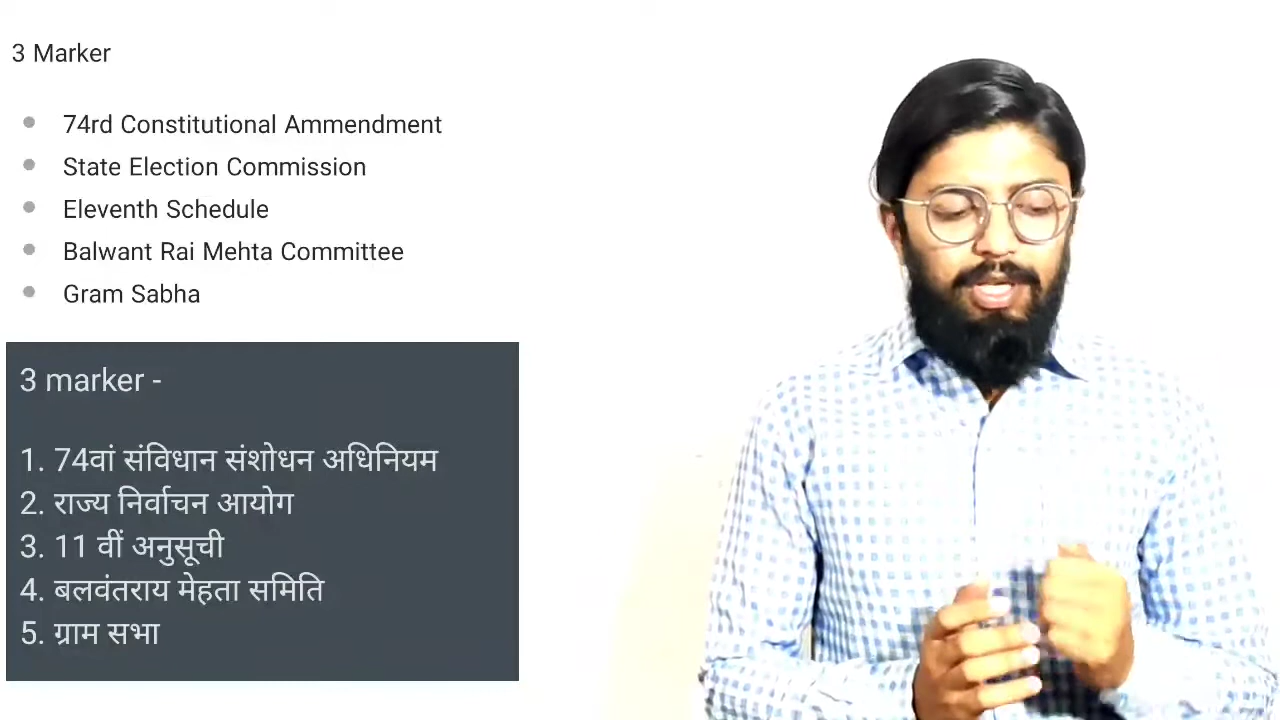 3 Marker
74rd Constitutional Ammendment
State Election Commission
Eleventh Schedule
Balwant Rai Mehta Committee
Gram Sabha
3 marker -
1. 74वां संविधान संशोधन अधिनियम
2. राज्य निर्वाचन आयोग
3. 11 वीं अनुसूची
4. बलवंतराय मेहता समिति
5. ग्राम सभा